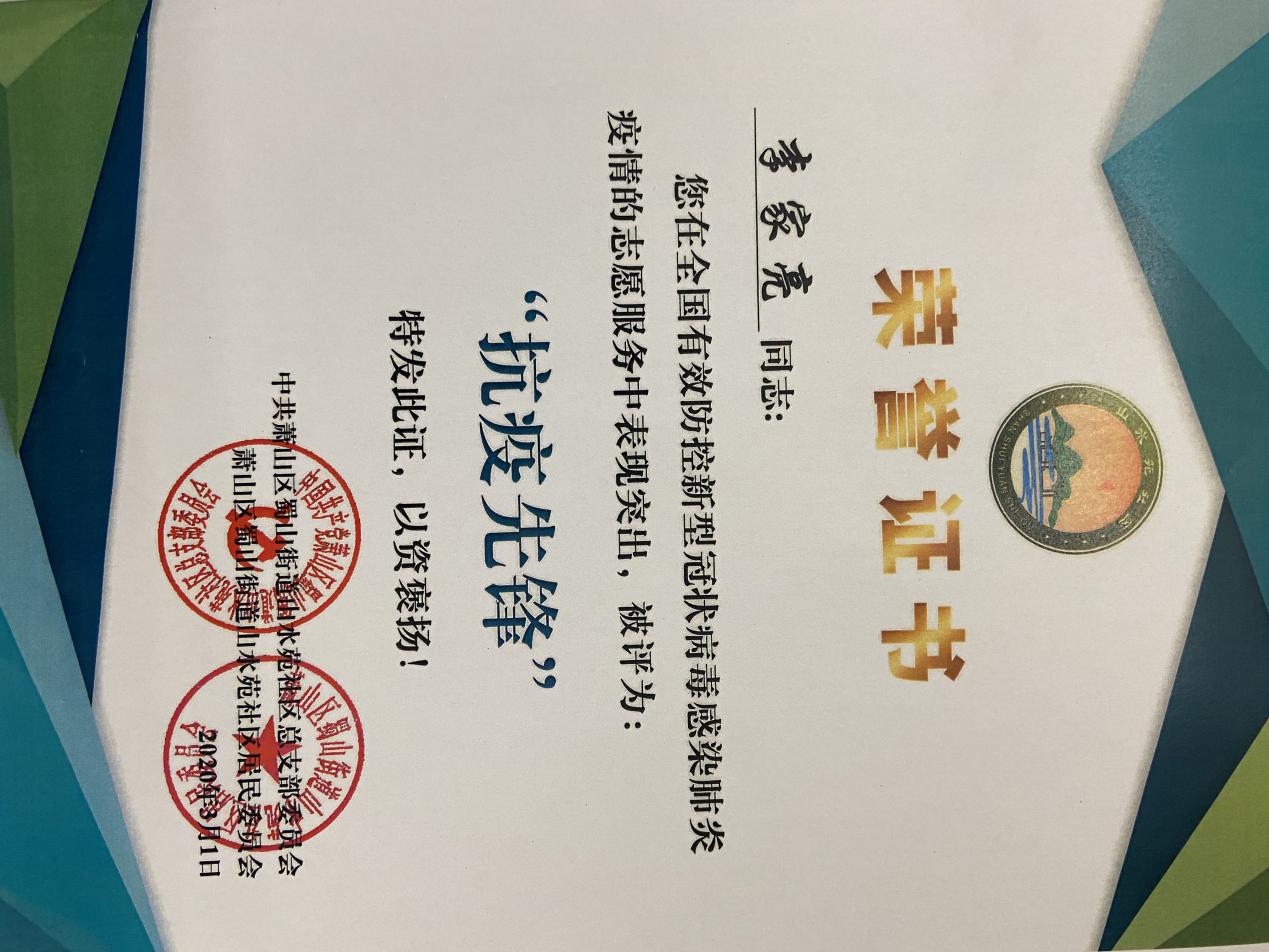 山水苑社区
荣誉证书
李家亮 同志:
您在全国有效防控新型冠状病毒感染肺炎
疫情的志愿服务中表现突出，被评为:
“抗疫先锋”
特发此证，以资褒扬!
中共萧山区蜀山街道山水苑社区总支部委员会
萧山区蜀山街道山水苑社区居民委员会
2020年3月1日